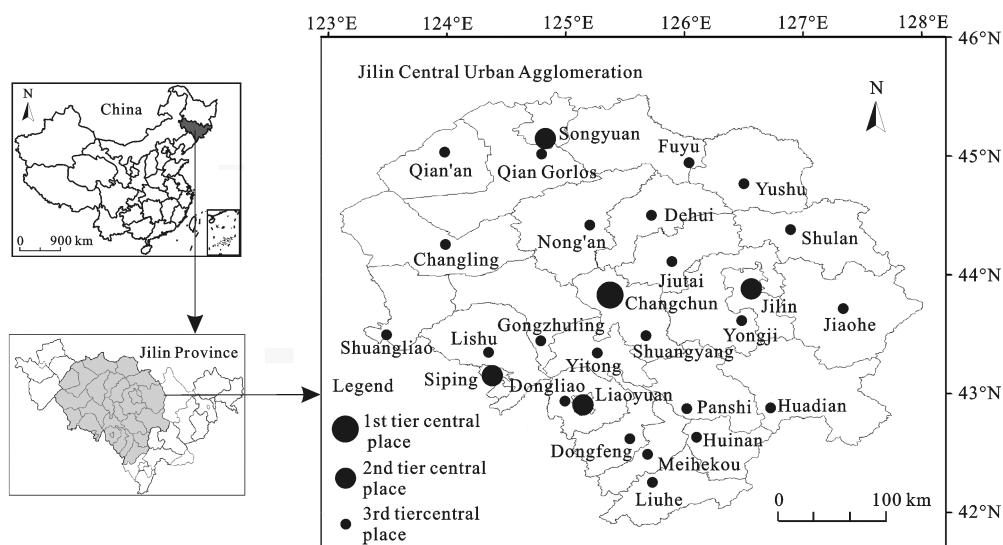 123°E
124°E
125°E
126°E
127°E
128°E
46°N
Jilin Central Urban Agglomeration
N
N
China
Songyuan
Fuyu
45°N
Qian'an
Qian Gorlos
Yushu
Dehui
Nong'an
Shulan
0 900 km
Changling
44°N
Jiutai
Changchun
Jilin
Yongji
Jiaohe
Gongzhuling
Shuangliao
Lishu
Shuangyang
Jilin Province
Yitong
Siping
Dongliao
Liaoyuan
43°N
Panshi
Huadian
Legend
1st tier central
place
2nd tier central
place
3rd tiercentral
place
Dongfeng
Huinan
Meihekou
Liuhe
0 100 km
42°N